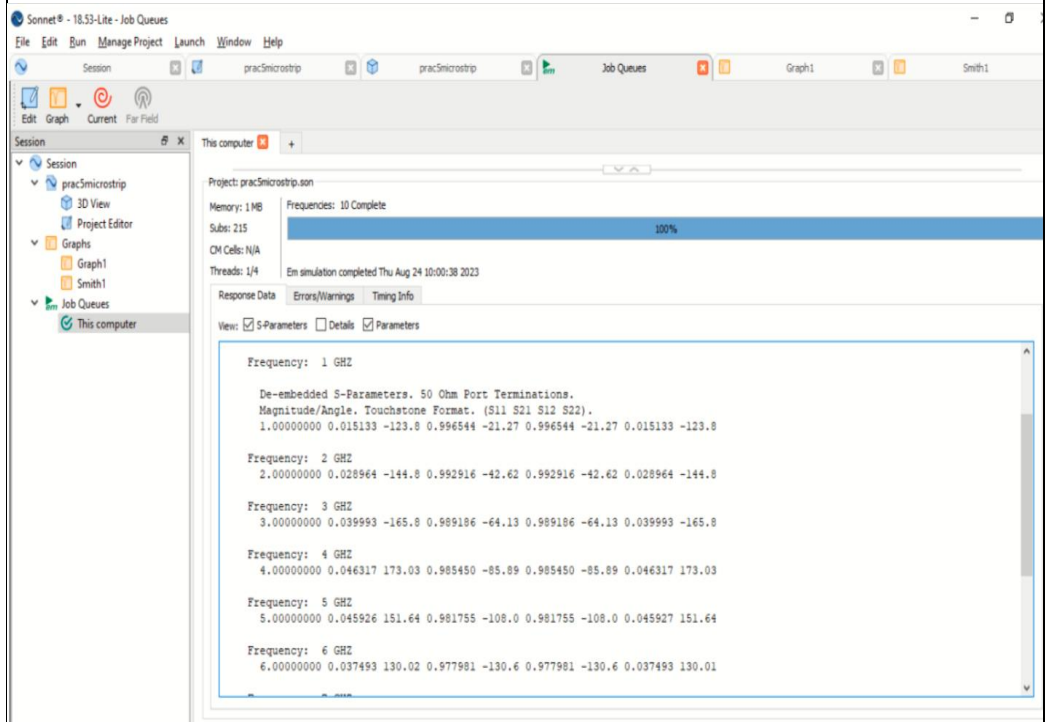 Sonnet® - 18.53-Lite - Job Queues
File Edit Run Manage Project Launch Window Help
Session prac5microstrip prac5microstrip Job Queues Graph1 Smith1
Edit Graph Current Far Field
Session
Session
prac5microstrip
3D View
Project Editor
Graphs
Graph1
Smith1
Job Queues
This computer
This computer +
Project: prac5microstrip.son
Memory: 1 MB Frequencies: 10 Complete
Subs: 215 100%
CM Cells: N/A
Threads: 1/4 Em simulation completed Thu Aug 24 10:00:38 2023
Response Data Errors/Warnings Timing Info
View: S-Parameters Details Parameters
Frequency: 1 GHZ
De-embedded S-Parameters. 50 Ohm Port Terminations.
Magnitude/Angle. Touchstone Format. (S11 S21 S12 S22).
1.00000000 0.015133 -123.8 0.996544 -21.27 0.996544 -21.27 0.015133 -123.8
Frequency: 2 GHZ
2.00000000 0.028964 -144.8 0.992916 -42.62 0.992916 -42.62 0.028964 -144.8
Frequency: 3 GHZ
3.00000000 0.039993 -165.8 0.989186 -64.13 0.989186 -64.13 0.039993 -165.8
Frequency: 4 GHZ
4.00000000 0.046317 173.03 0.985450 -85.89 0.985450 -85.89 0.046317 173.03
Frequency: 5 GHZ
5.00000000 0.045926 151.64 0.981755 -108.0 0.981755 -108.0 0.045927 151.64
Frequency: 6 GHZ
6.00000000 0.037493 130.02 0.977981 -130.6 0.977981 -130.6 0.037493 130.01